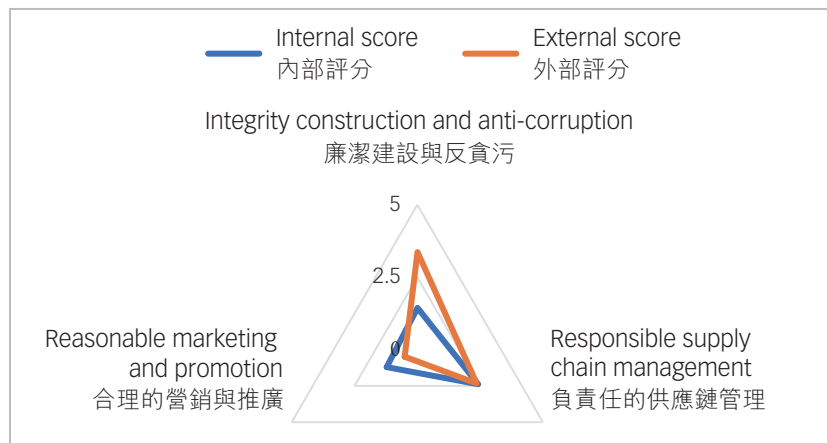 Internal score
內部評分
External score
外部評分
Integrity construction and anti-corruption
廉潔建設與反貪污
5
2.5
0
Reasonable marketing
and promotion
合理的營銷與推廣
Responsible supply
chain management
負責任的供應鏈管理